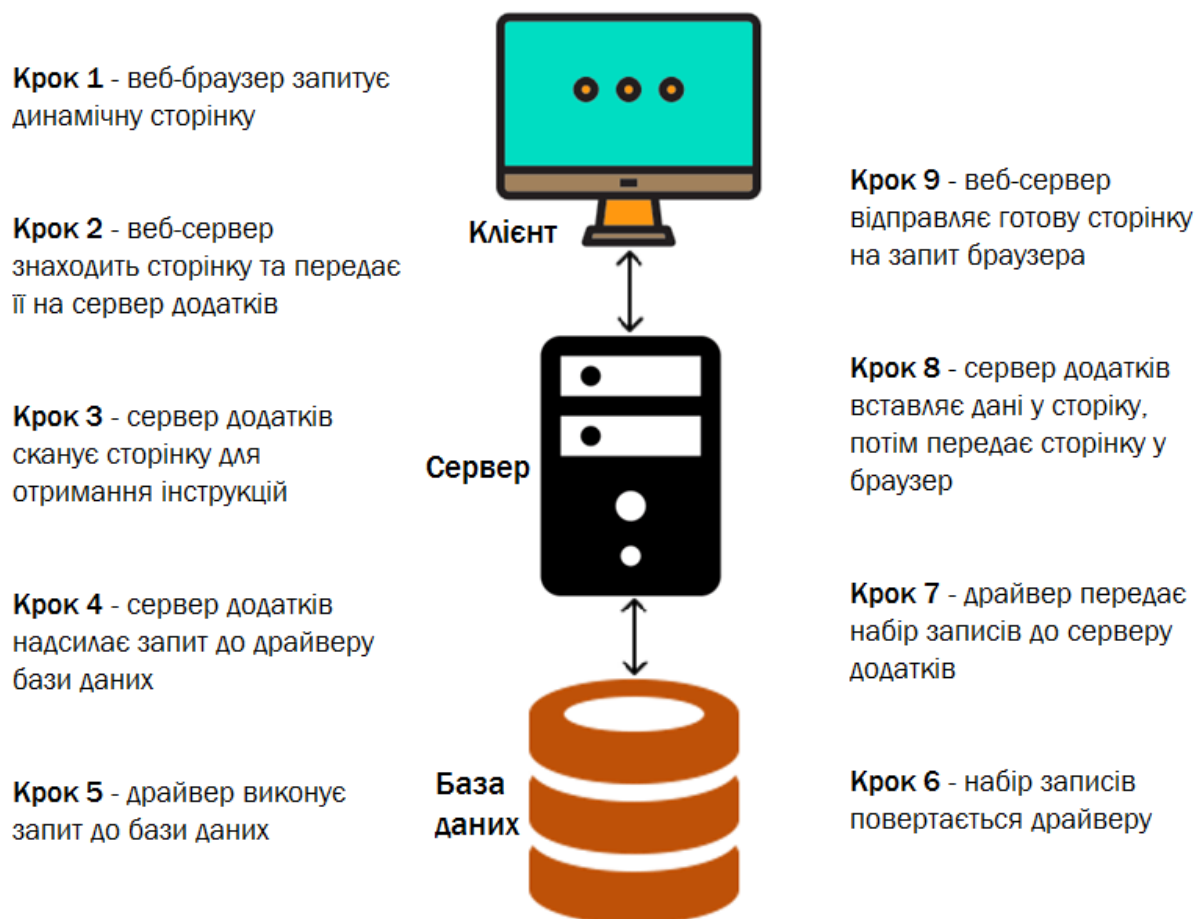 Крок 1 - веб-браузер запитує
динамічну сторінку
Крок 2 - веб-сервер
знаходить сторінку та передає
її на сервер додатків
Крок 3 - сервер додатків
сканує сторінку для
отримання інструкцій
Крок 4 - сервер додатків
надсилає запит до драйверу
бази даних
Крок 5 - драйвер виконує
запит до бази даних
Клієнт
Сервер
База
даних
Крок 9 - веб-сервер
відправляє готову сторінку
на запит браузера
Крок 8 - сервер додатків
вставляє дані у сторіку,
потім передає сторінку у
браузер
Крок 7 - драйвер передає
набір записів до серверу
додатків
Крок 6 - набір записів
повертається драйверу